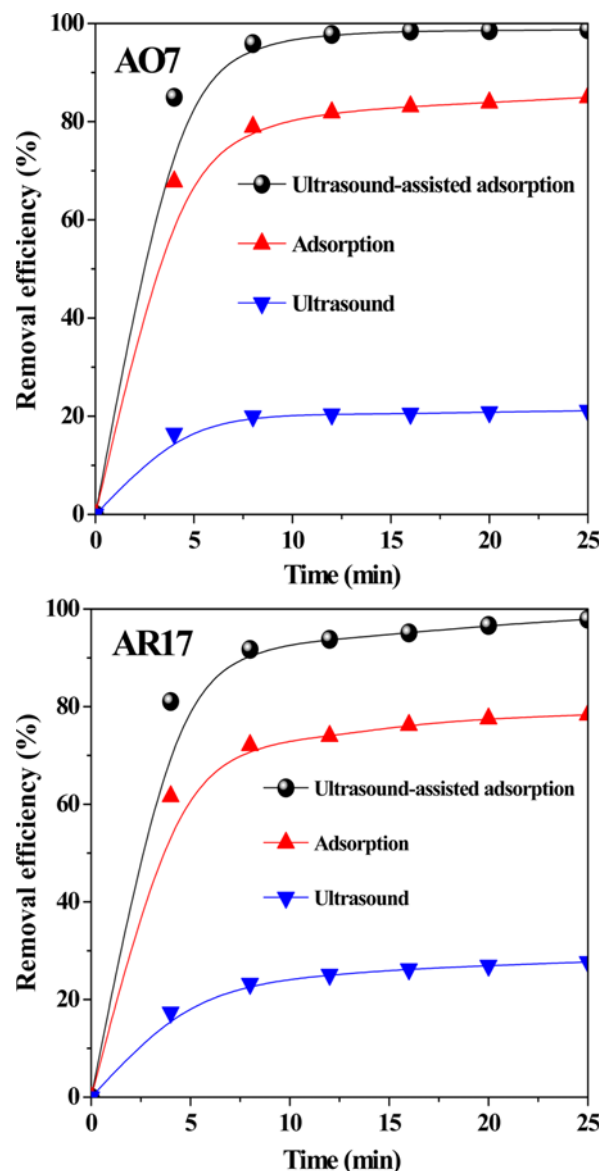 100
AO7
80
Ultrasound-assisted adsorption
60
Adsorption
40
Ultrasound
20
0
0 5 10 15 20 25
Removal efficiency (%)
Time (min)
100
AR17
80
60
Ultrasound-assisted adsorption
Adsorption
40
Ultrasound
20
0
0 5 10 15 20 25
Removal efficiency (%)
Time (min)